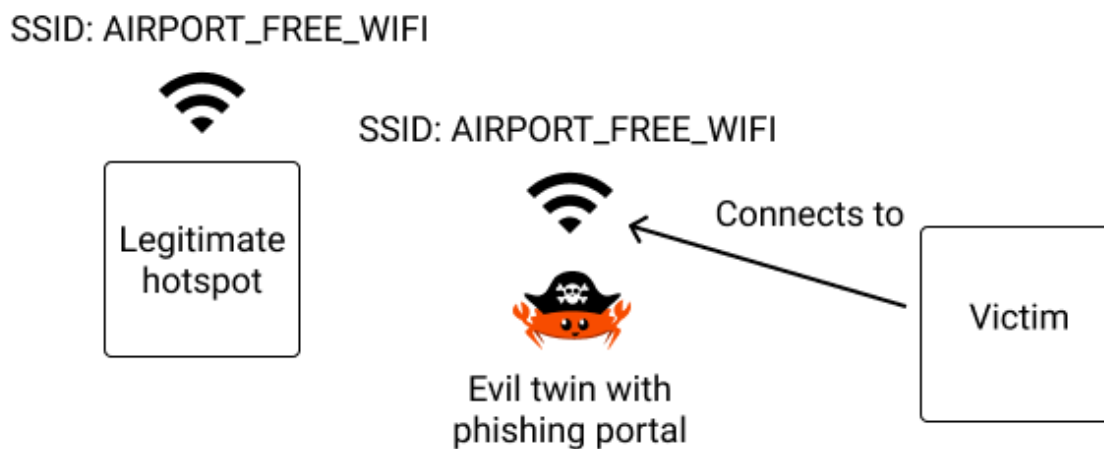 SSID: AIRPORT_FREE_WIFI
SSID: AIRPORT_FREE_WIFI
Legitimate
hotspot
Connects to
Victim
Evil twin with
phishing portal